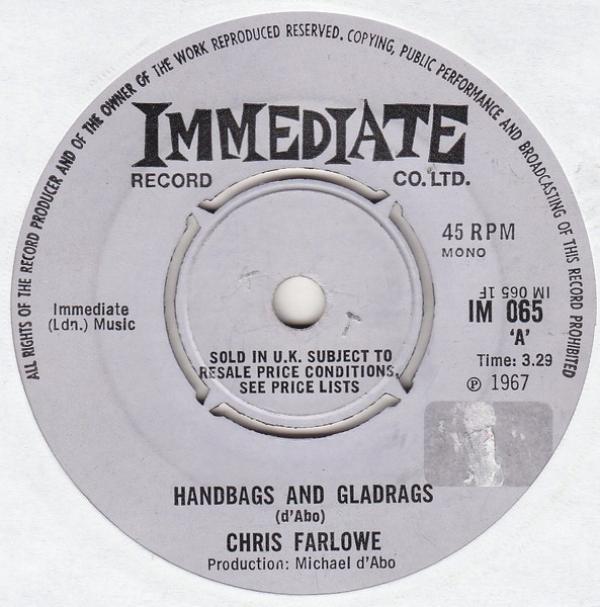 ALL RIGHTS OF THE RECORD PRODUCER AND OF THE OWNER OF THE WORK REPRODUCED RESERVED. COPYING, PUBLIC PERFORMANCE AND BROADCASTING OF THIS RECORD PROHIBITED
IMMEDIATE
RECORD CO. LTD.
45 RPM
MONO
Immediate
(Ldn.) Music
IM 065 1F
IM 065
'A'
Time: 3.29
℗ 1967
SOLD IN U.K. SUBJECT TO
RESALE PRICE CONDITIONS,
SEE PRICE LISTS
HANDBAGS AND GLADRAGS
(d'Abo)
CHRIS FARLOWE
Production: Michael d'Abo